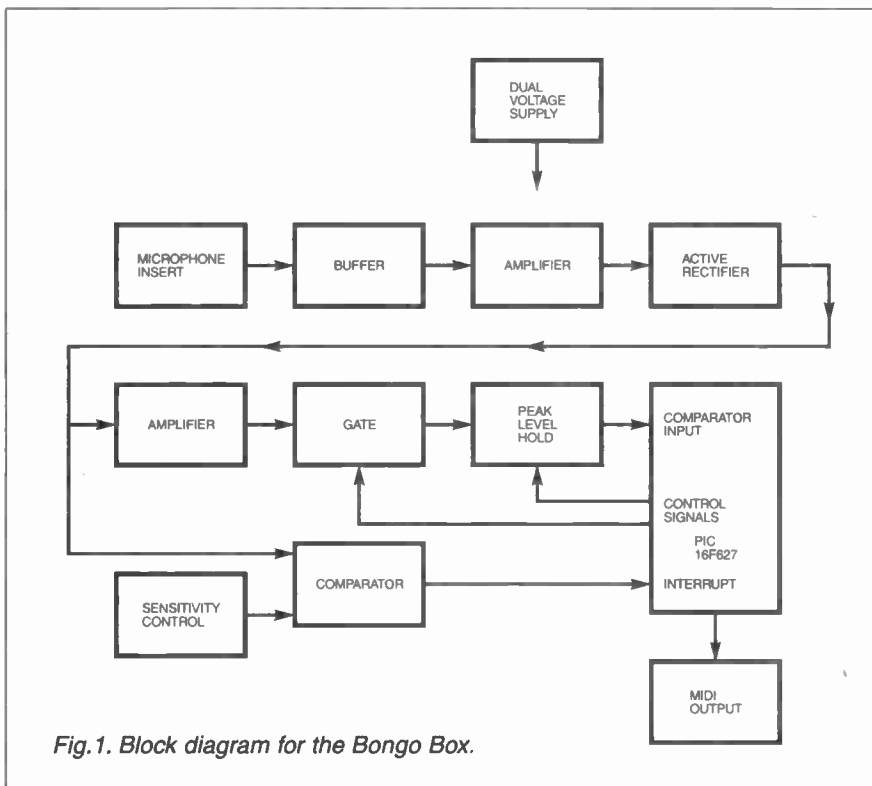 DUAL
VOLTAGE
SUPPLY
MICROPHONE
INSERT
BUFFER
AMPLIFIER
ACTIVE
RECTIFIER
AMPLIFIER
GATE
PEAK
LEVEL
HOLD
COMPARATOR
INPUT
CONTROL
SIGNALS
PIC
16F627
INTERRUPT
COMPARATOR
SENSITIVITY
CONTROL
MIDI
OUTPUT
Fig.1. Block diagram for the Bongo Box.